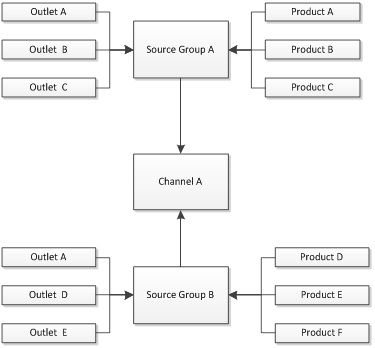 Outlet A
Product A
Outlet B
Source Group A
Product B
Outlet C
Product C
Channel A
Outlet A
Product D
Outlet D
Source Group B
Product E
Outlet E
Product F